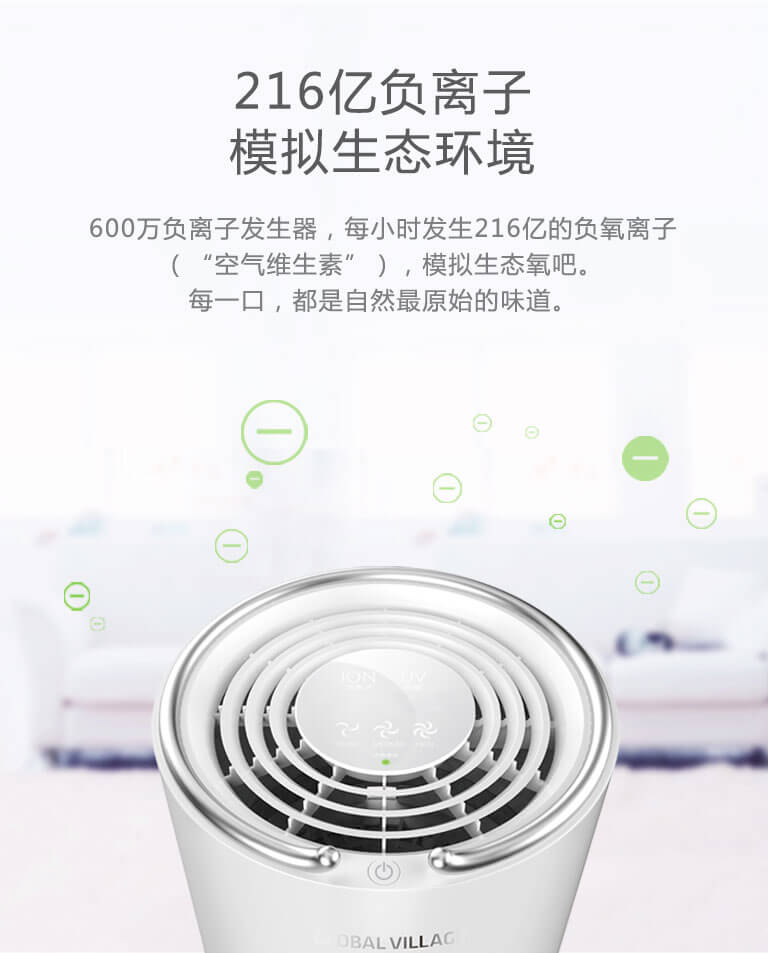 216亿负离子
模拟生态环境
600万负离子发生器，每小时发生216亿的负氧离子
（ “空气维生素” ），模拟生态氧吧。
每一口，都是自然最原始的味道。
ION UV
OBAL VILLAG